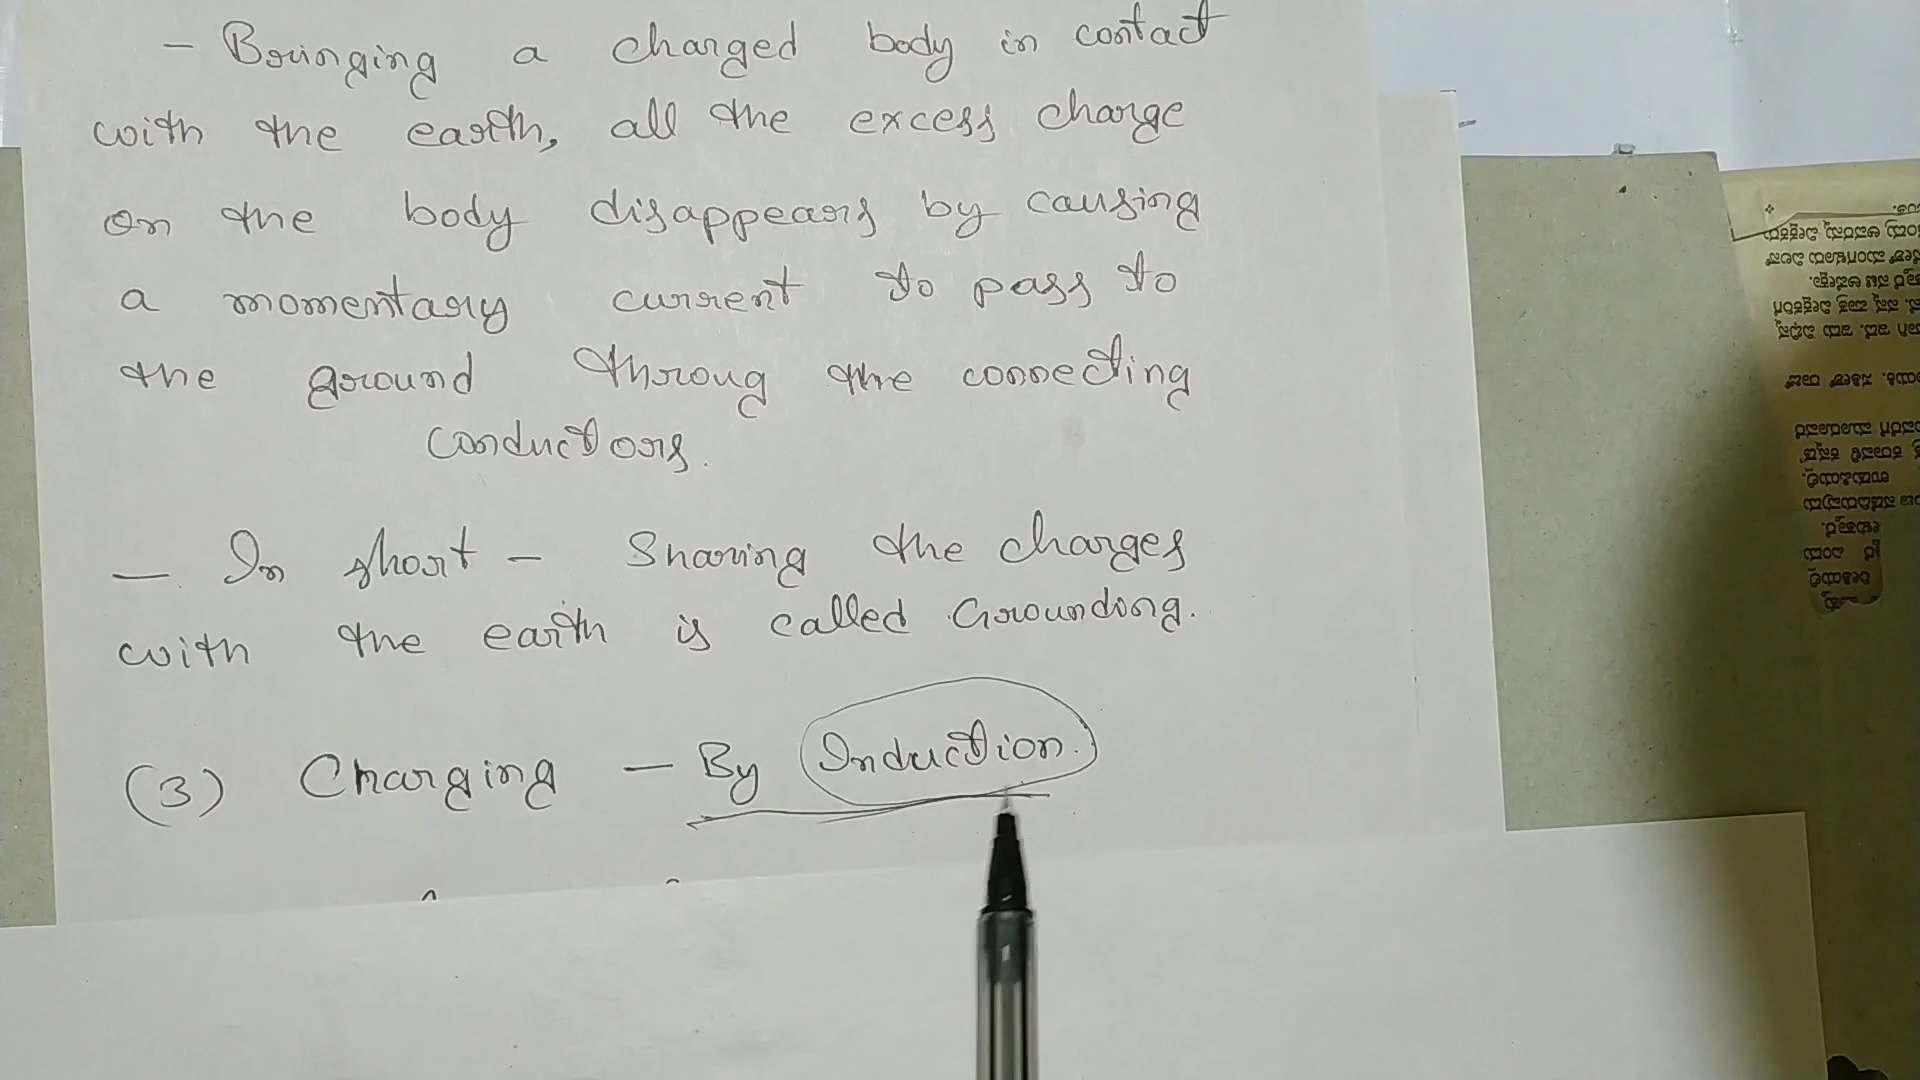 - Bringing a charged body in contact
with the earth, all the excess charge
on the body disappears by causing
a momentary current to pass to
the ground throug the connecting
conductors.
- In short - Sharing the charges
with the earth is called Grounding.
(3) Charging - By Induction.